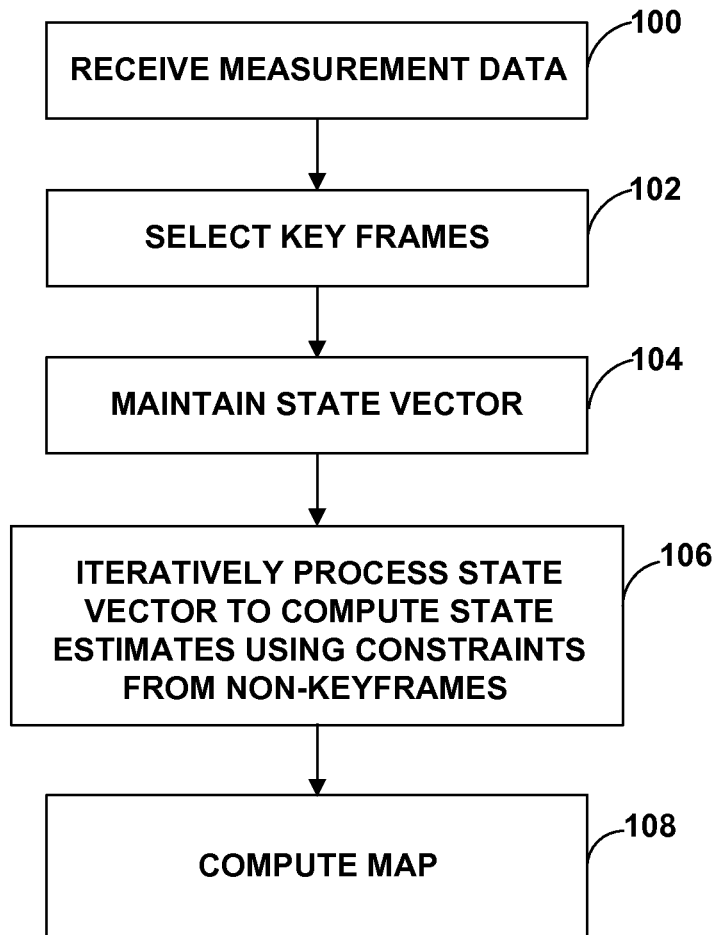 100
RECEIVE MEASUREMENT DATA
102
SELECT KEY FRAMES
104
MAINTAIN STATE VECTOR
106
ITERATIVELY PROCESS STATE
VECTOR TO COMPUTE STATE
ESTIMATES USING CONSTRAINTS
FROM NON-KEYFRAMES
108
COMPUTE MAP